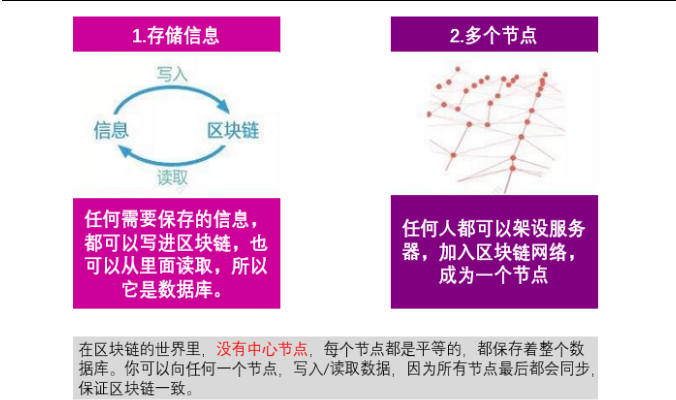 1.存储信息
写入
信息
区块链
读取
任何需要保存的信息，
都可以写进区块链，也
可以从里面读取，所以
它是数据库。
2.多个节点
任何人都可以架设服务
器，加入区块链网络，
成为一个节点
在区块链的世界里，没有中心节点，每个节点都是平等的，都保存着整个数
据库。你可以向任何一个节点，写入/读取数据，因为所有节点最后都会同步，
保证区块链一致。